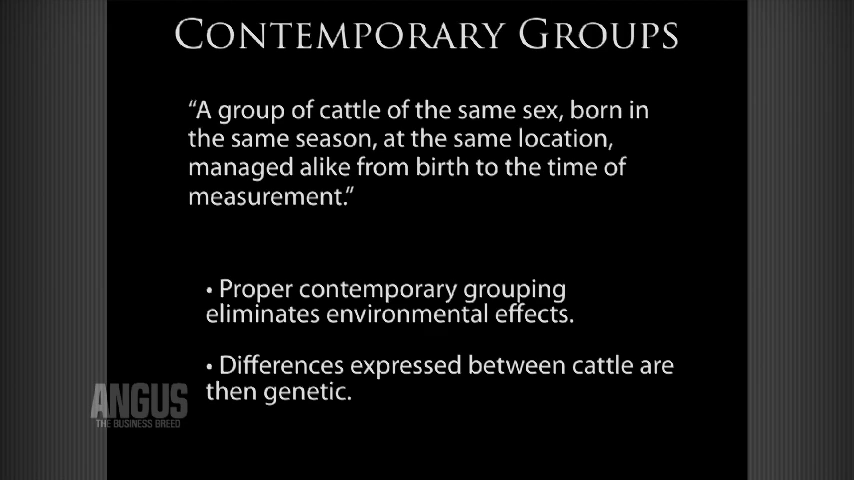 CONTEMPORARY GROUPS
“A group of cattle of the same sex, born in
the same season, at the same location,
managed alike from birth to the time of
measurement.”
• Proper contemporary grouping
eliminates environmental effects.
• Differences expressed between cattle are
then genetic.
ANGUS
THE BUSINESS BREED